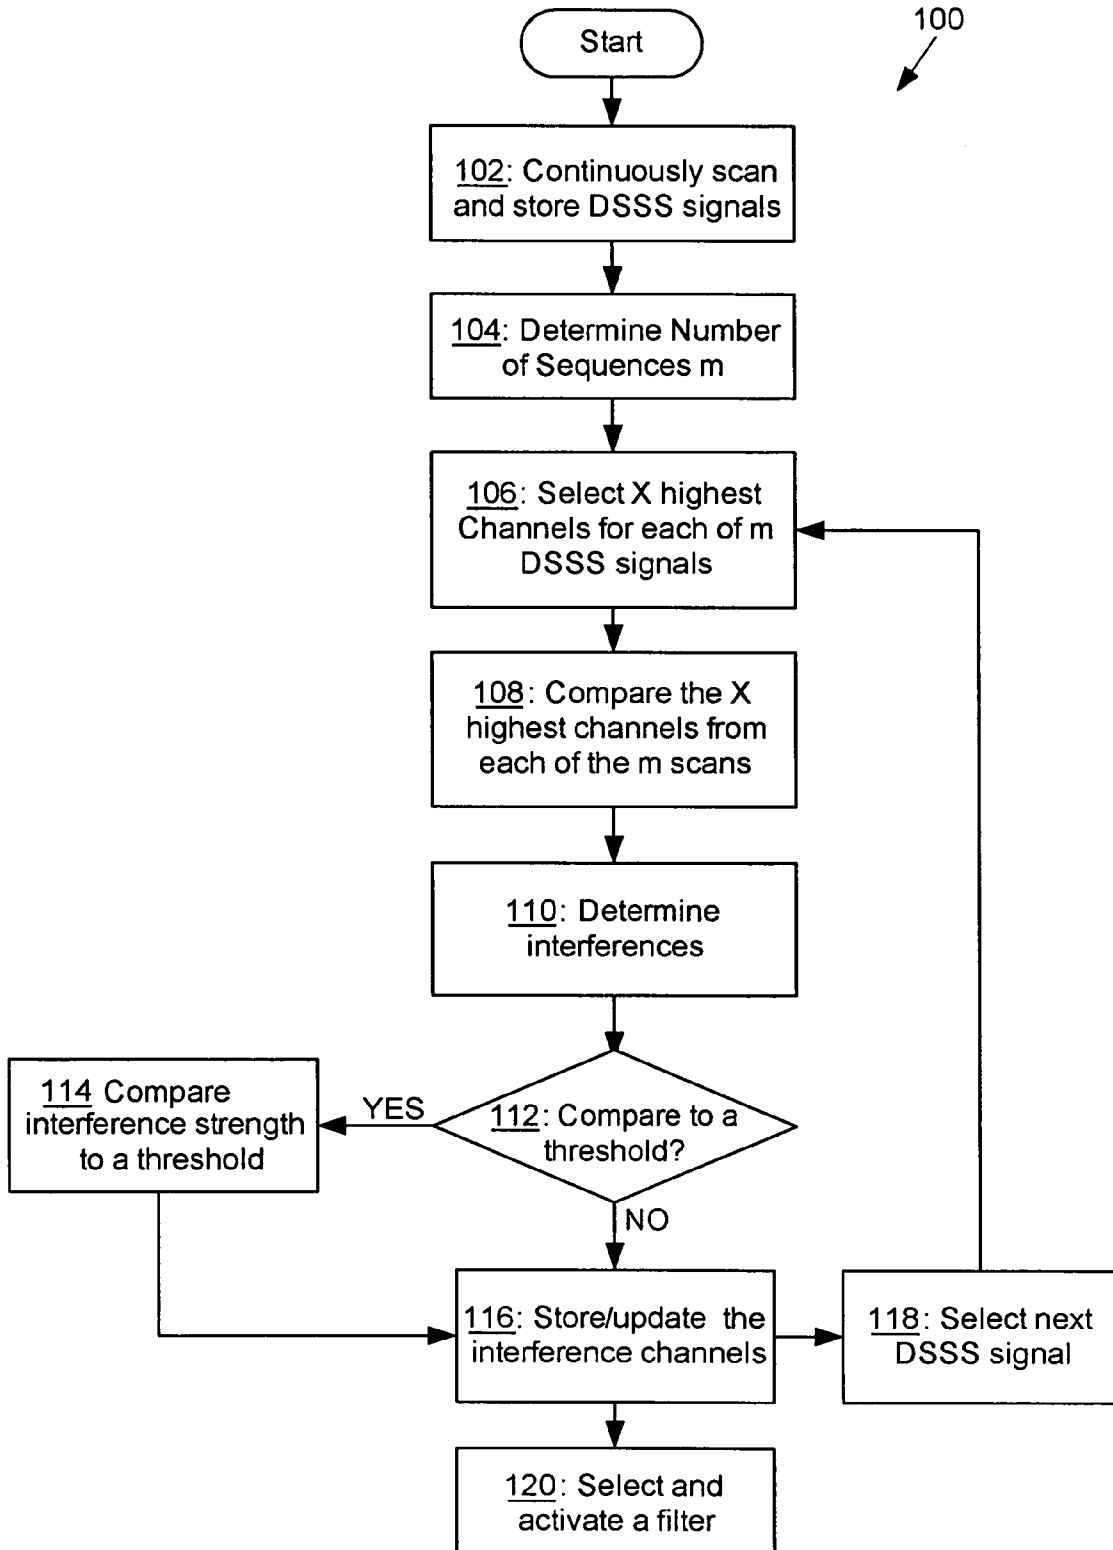 100
Start
102: Continuously scan
and store DSSS signals
104: Determine Number
of Sequences m
106: Select X highest
Channels for each of m
DSSS signals
108: Compare the X
highest channels from
each of the m scans
110: Determine
interferences
112: Compare to a
threshold?
YES
114 Compare
interference strength
to a threshold
NO
116: Store/update the
interference channels
118: Select next
DSSS signal
120: Select and
activate a filter